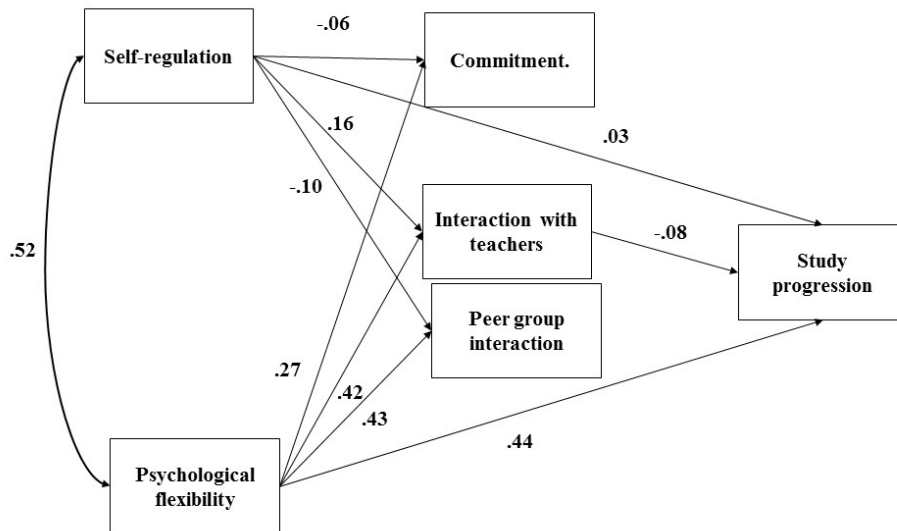 -.06
Self-regulation
Commitment.
.16
.03
-.10
Interaction with
teachers
-.08
.52
Study
progression
Peer group
interaction
.27
.42
.43
.44
Psychological
flexibility